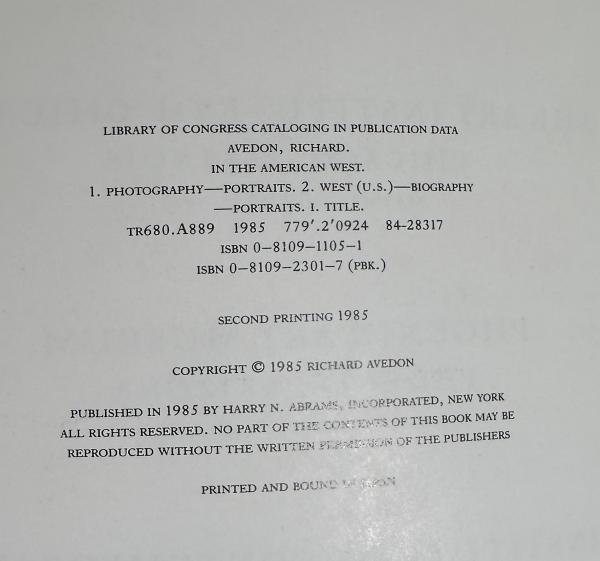 LIBRARY OF CONGRESS CATALOGING IN PUBLICATION DATA
AVEDON, RICHARD.
IN THE AMERICAN WEST.
1. PHOTOGRAPHY—PORTRAITS. 2. WEST (U.S.)—BIOGRAPHY
—PORTRAITS. I. TITLE.
TR680.A889 1985 779′.2′0924 84-28317
ISBN 0-8109-1105-1
ISBN 0-8109-2301-7 (PBK.)
SECOND PRINTING 1985
COPYRIGHT © 1985 RICHARD AVEDON
PUBLISHED IN 1985 BY HARRY N. ABRAMS, INCORPORATED, NEW YORK
ALL RIGHTS RESERVED. NO PART OF THE CONTENTS OF THIS BOOK MAY BE
REPRODUCED WITHOUT THE WRITTEN PERMISSION OF THE PUBLISHERS
PRINTED AND BOUND IN JAPAN